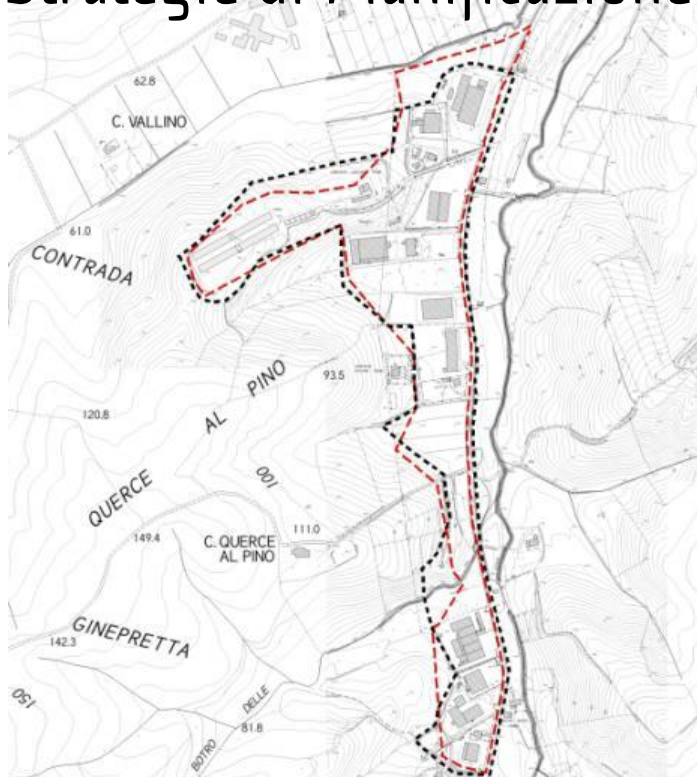 Strategie di Pianificazione
62.8
C. VALLINO
61.0
CONTRADA
93.5
AL PINO
120.8
QUERCE
100
149.4
111.0
C. QUERCE
AL PINO
GINEPRETTA
142.3
150
DELLE
81.8
BOTRO